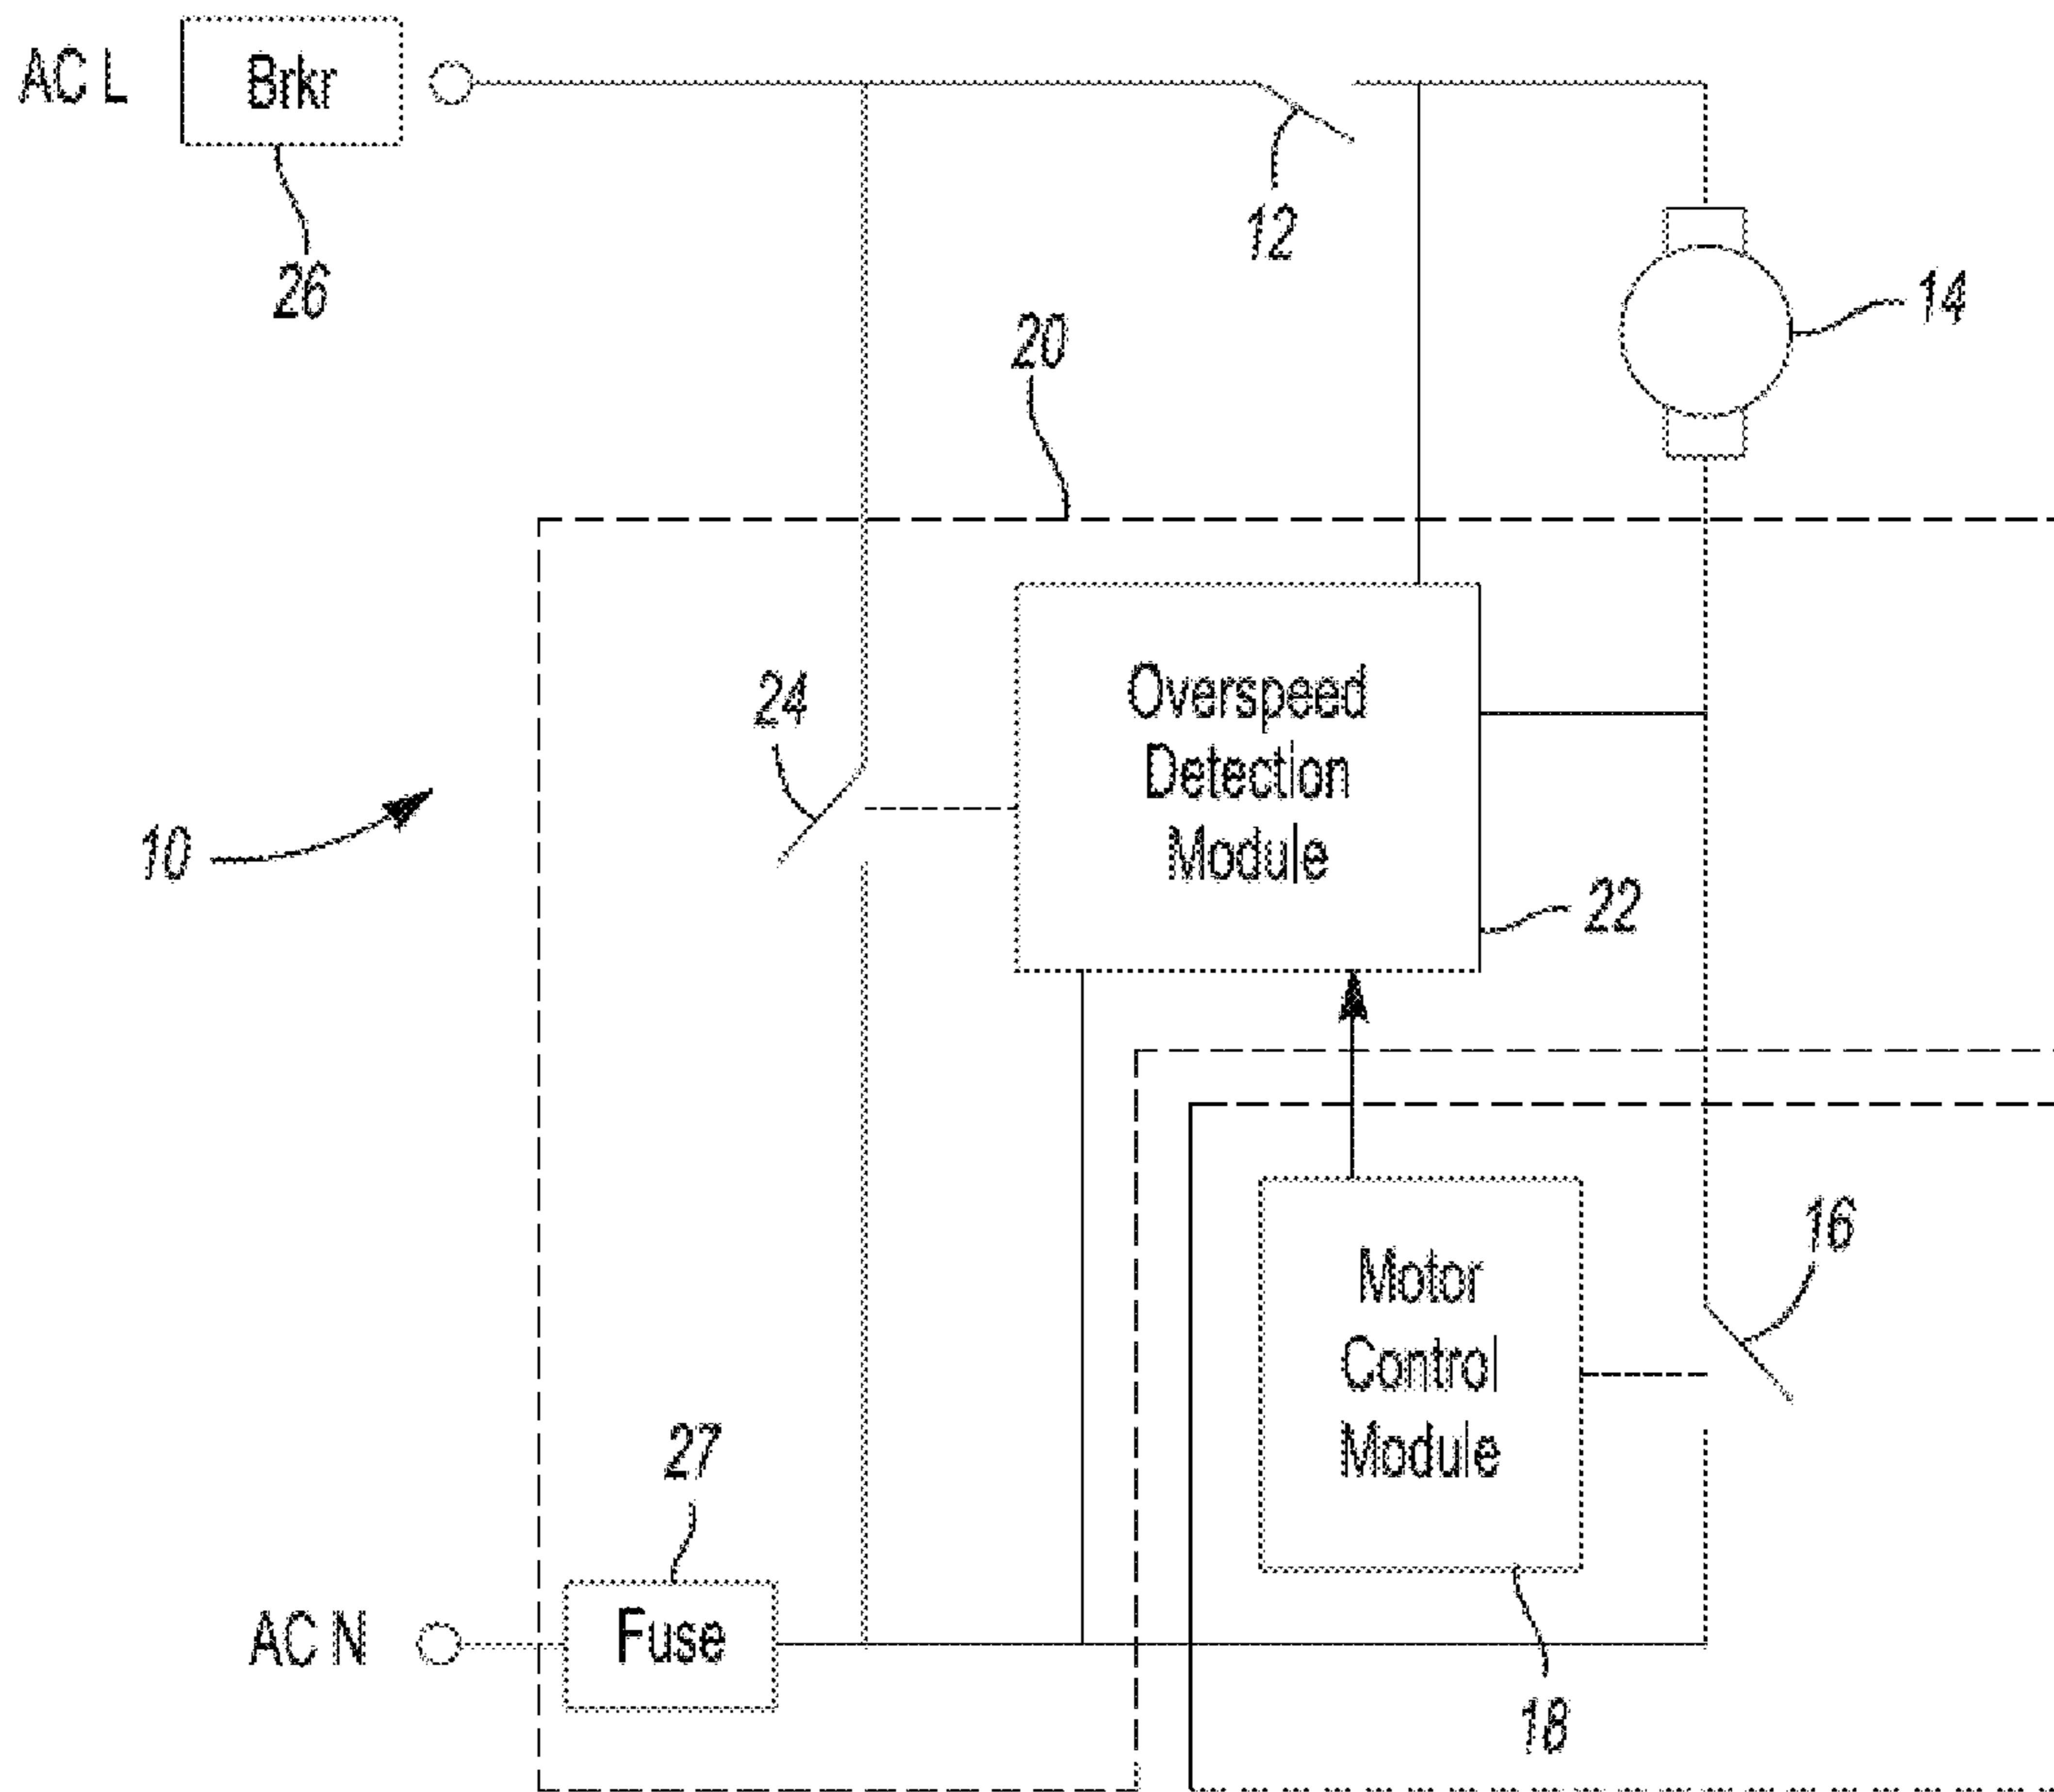 AC L
Brkr
26
12
14
20
Overspeed
Detection
Module
24
10
22
Motor
Control
Module
16
27
AC N
Fuse
18